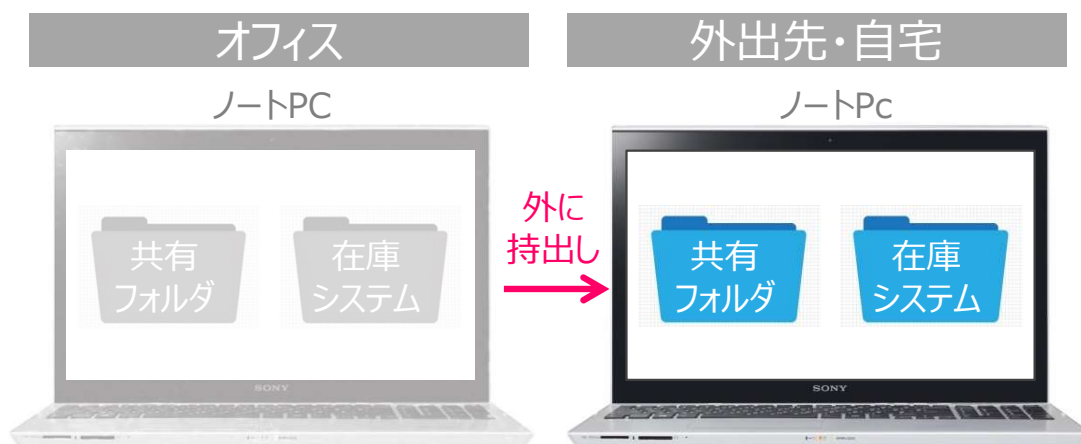 オフィス
外出先・自宅
ノートPC
ノートPc
共有
フォルダ
在庫
システム
外に
持出し
共有
フォルダ
在庫
システム
SONY
SONY